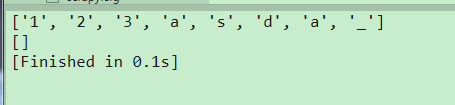 ['1', '2', '3', 'a', 's', 'd', 'a', '_']
[]
[Finished in 0.1s]